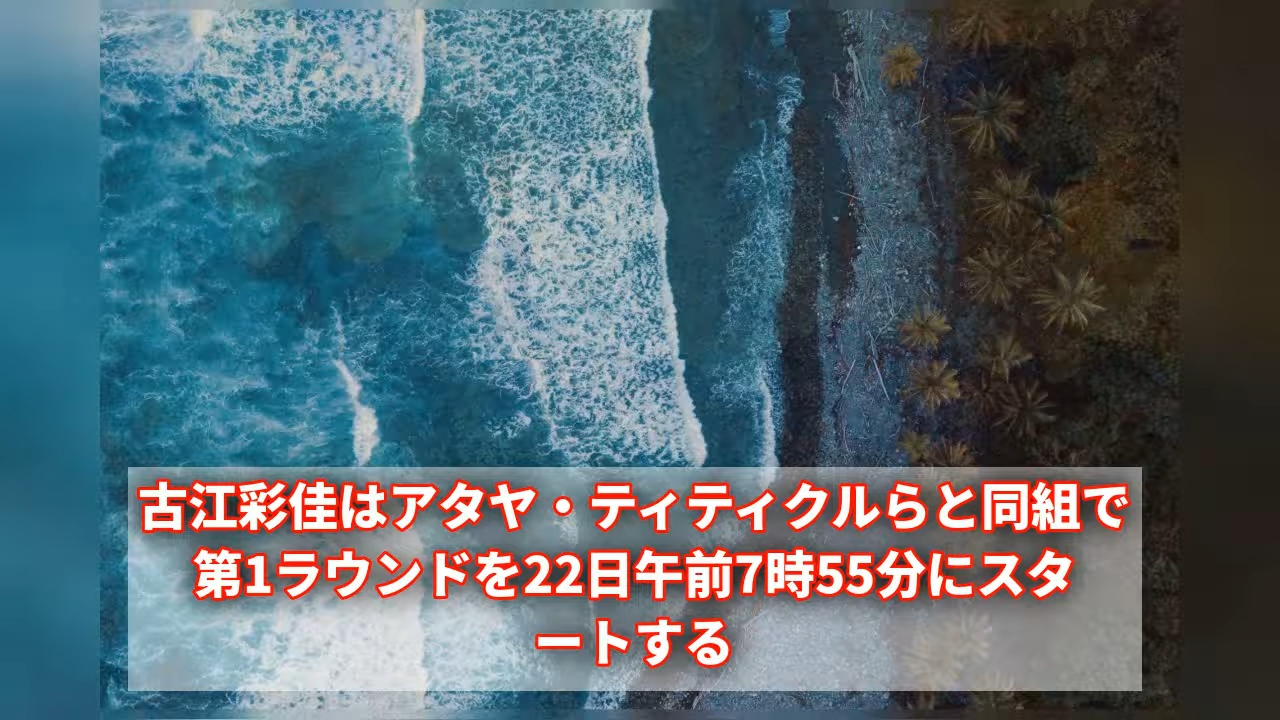 古江彩佳はアタヤ・ティティクルらと同組で
第1ラウンドを22日午前7時55分にスタ
ートする